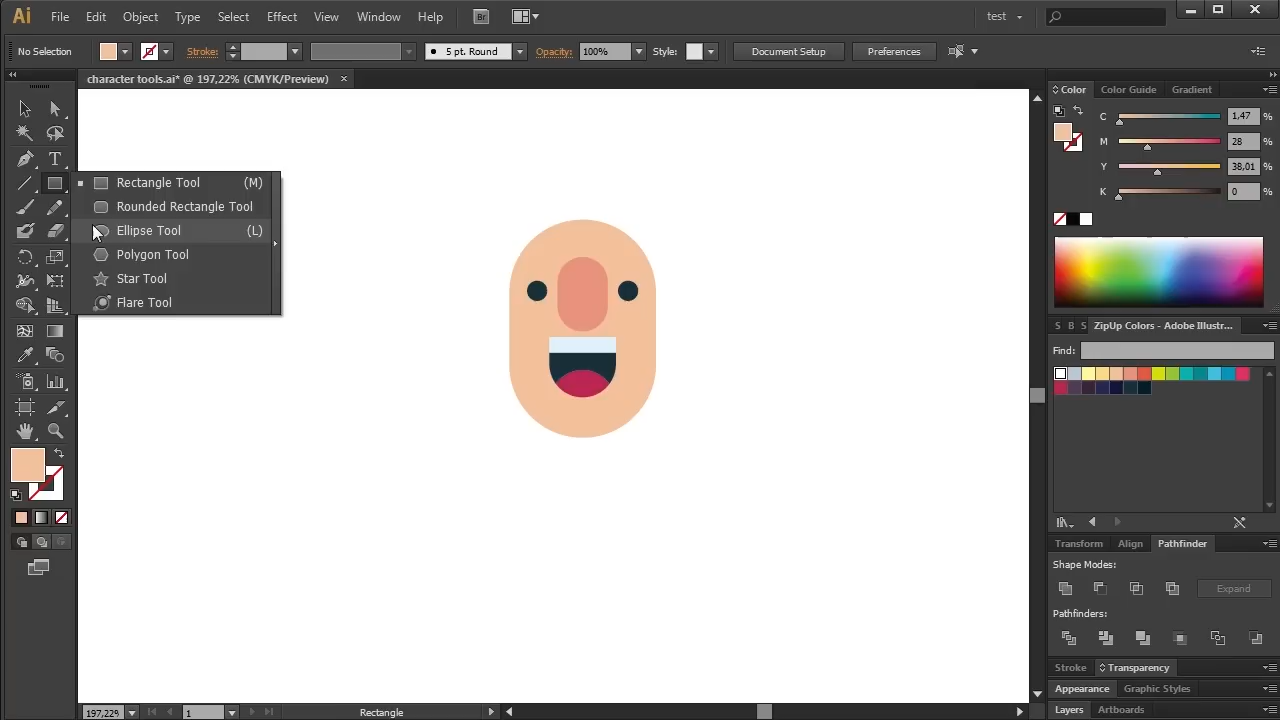 Ai File Edit Object Type Select Effect View Window Help Br test
No Selection Stroke: 5 pt. Round Opacity: 100% Style: Document Setup Preferences
character tools.ai* @ 197,22% (CMYK/Preview) ×
Rectangle Tool (M)
Rounded Rectangle Tool
Ellipse Tool (L)
Polygon Tool
Star Tool
Flare Tool
T
Color Color Guide Gradient
C 1,47 %
M 28 %
Y 38,01 %
K 0 %
S B S ZipUp Colors - Adobe Illustr...
Find:
Transform Align Pathfinder
Shape Modes:
Expand
Pathfinders:
Stroke Transparency
Appearance Graphic Styles
Layers Artboards
197,22% 1 Rectangle